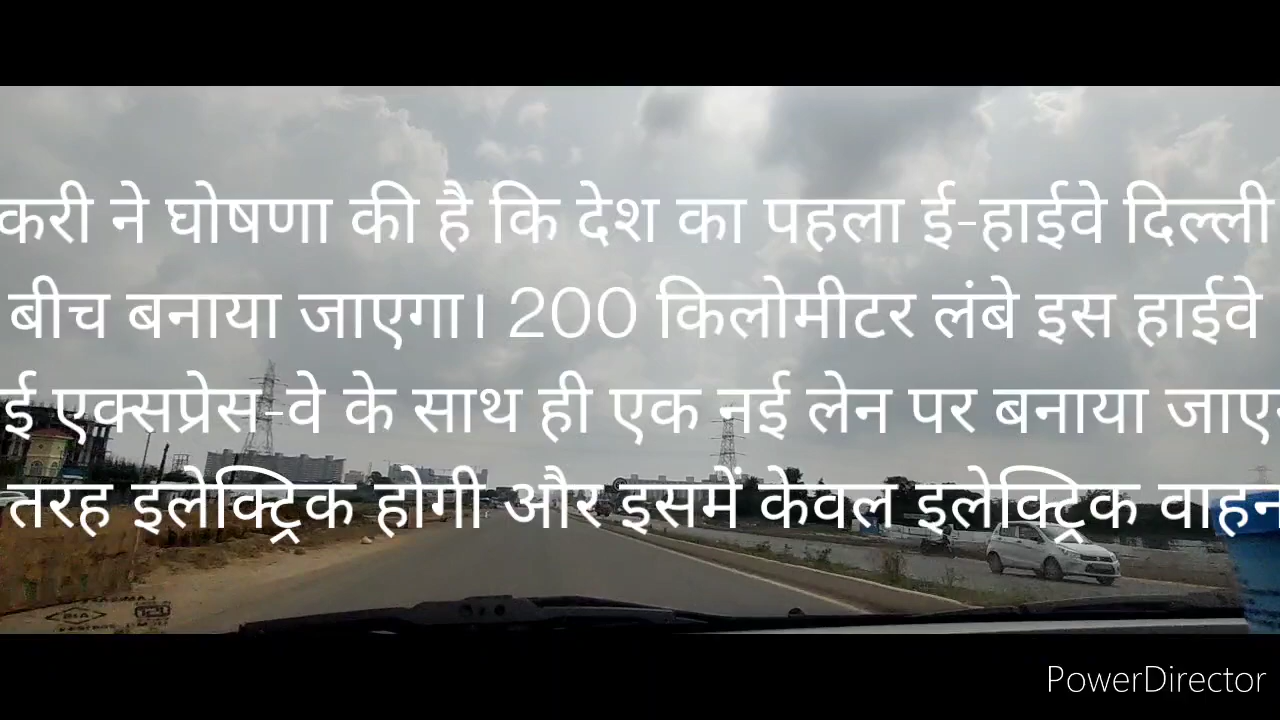 करी ने घोषणा की है कि देश का पहला ई-हाईवे दिल्ली
बीच बनाया जाएगा। 200 किलोमीटर लंबे इस हाईवे
ई एक्सप्रेस-वे के साथ ही एक नई लेन पर बनाया जाए
तरह इलेक्ट्रिक होगी और इसमें केवल इलेक्ट्रिक वाहन
PowerDirector